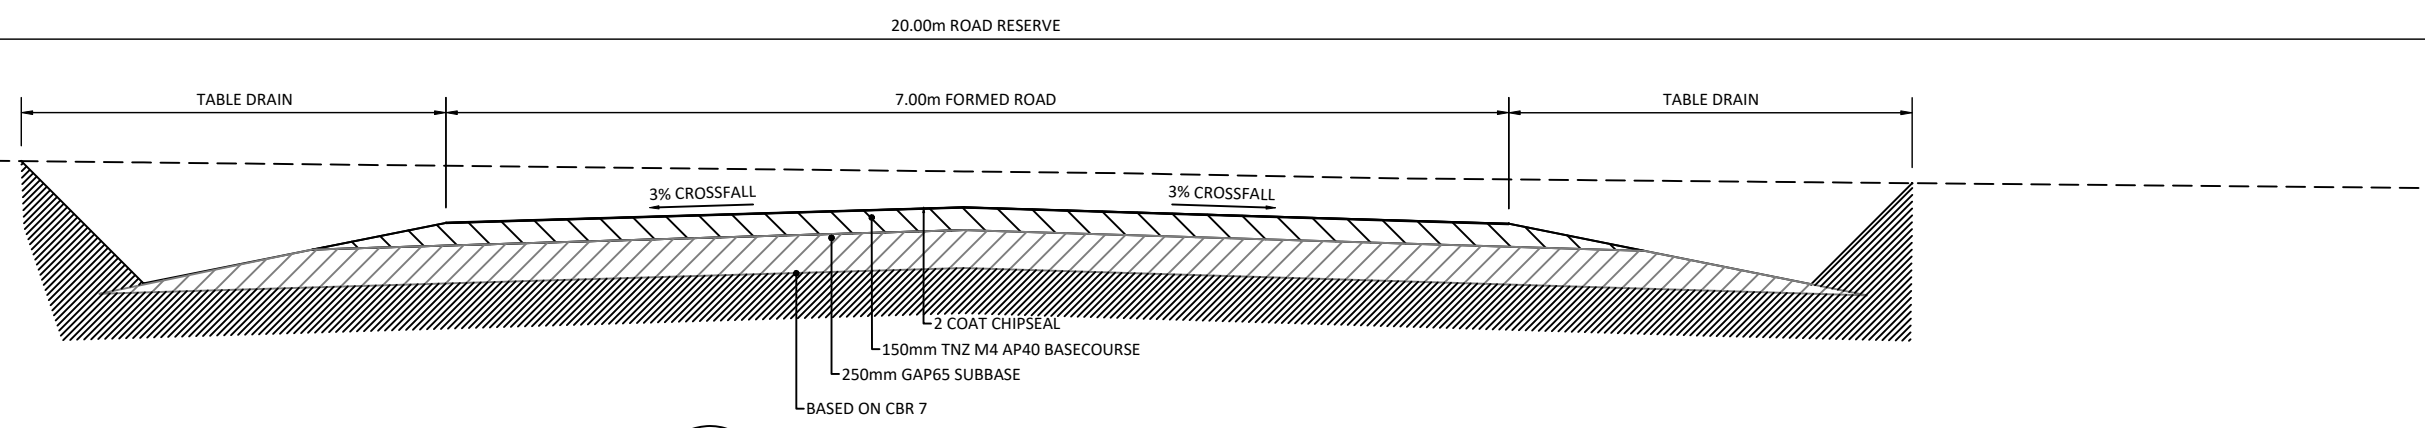 20.00m ROAD RESERVE
TABLE DRAIN
7.00m FORMED ROAD
TABLE DRAIN
3% CROSSFALL
3% CROSSFALL
2 COAT CHIPSEAL
150mm TNZ M4 AP40 BASECOURSE
250mm GAP65 SUBBASE
BASED ON CBR 7